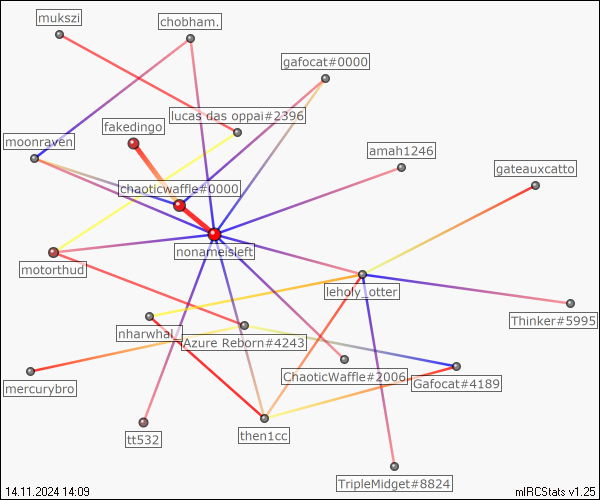 mukszi
chobham.
gafocat#0000
lucas das oppai#2396
fakedingo
moonraven
amah1246
gateauxcatto
chaoticwaffle#0000
nonameisleft
motorthud
leholy_otter
Thinker#5995
nharwhal_
Azure Reborn#4243
ChaoticWaffle#2006
Gafocat#4189
mercurybro
tt532
then1cc
TripleMidget#8824
14.11.2024 14:09
mIRCStats v1.25